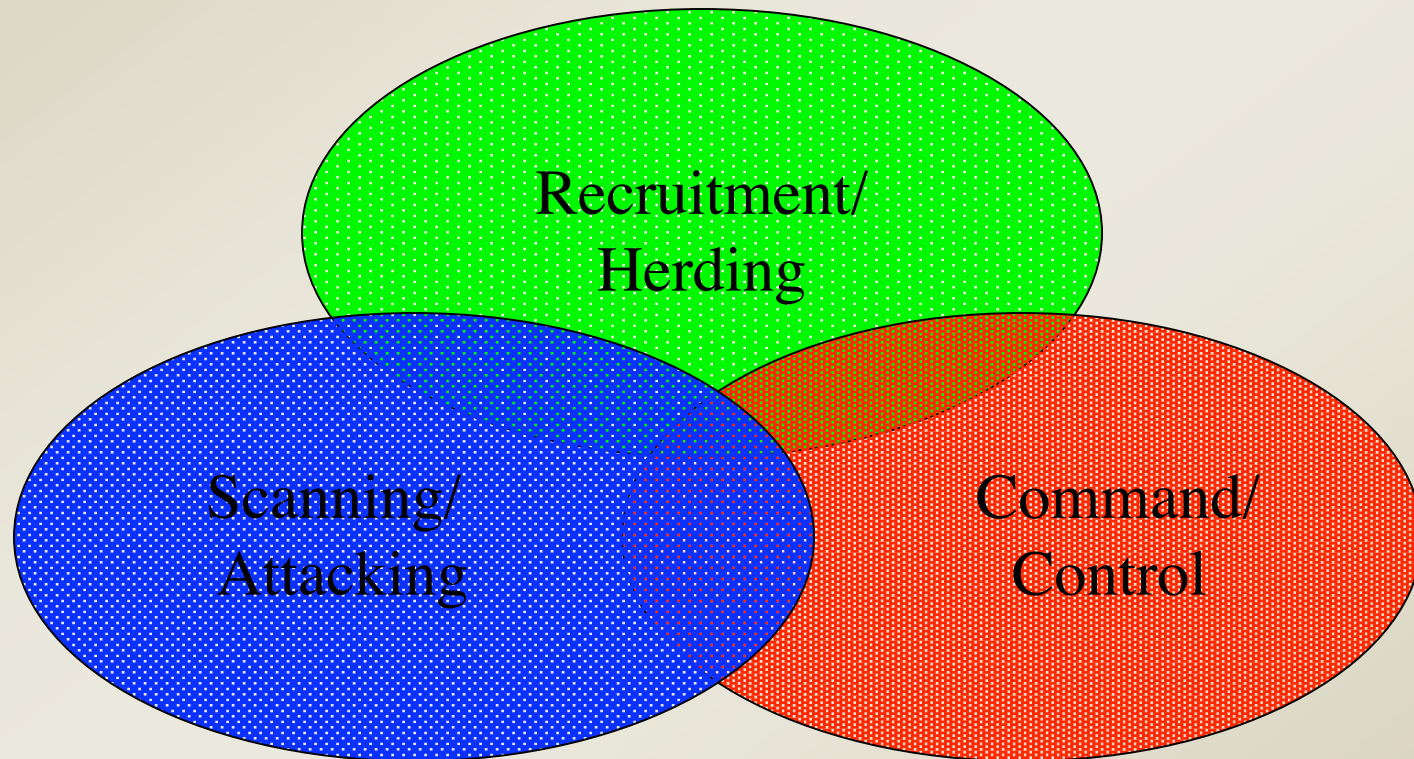 Recruitment/
Herding
Scanning/
Attacking
Command/
Control